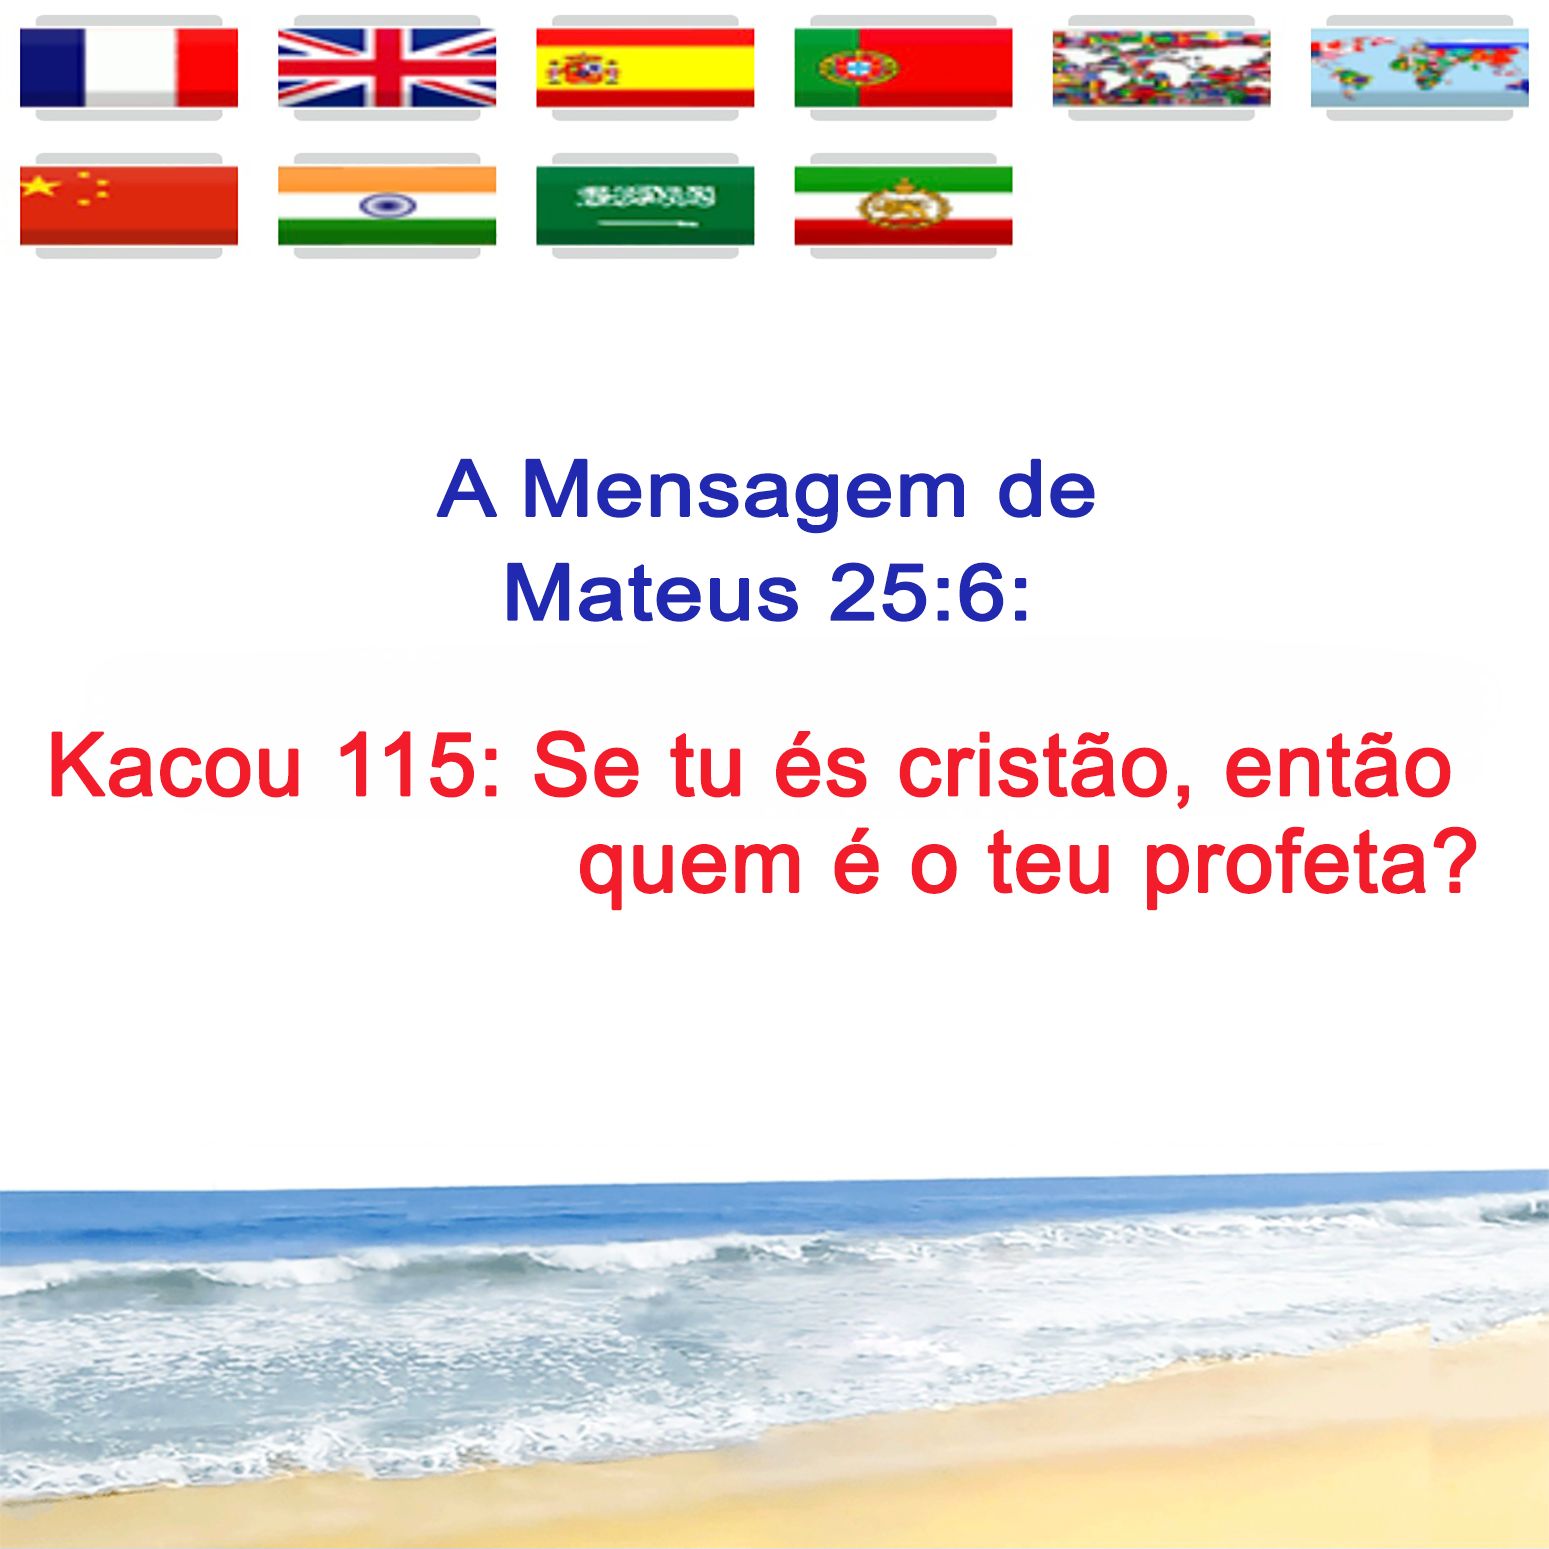 A Mensagem de
Mateus 25:6:
Kacou 115: Se tu és cristão, então
quem é o teu profeta?